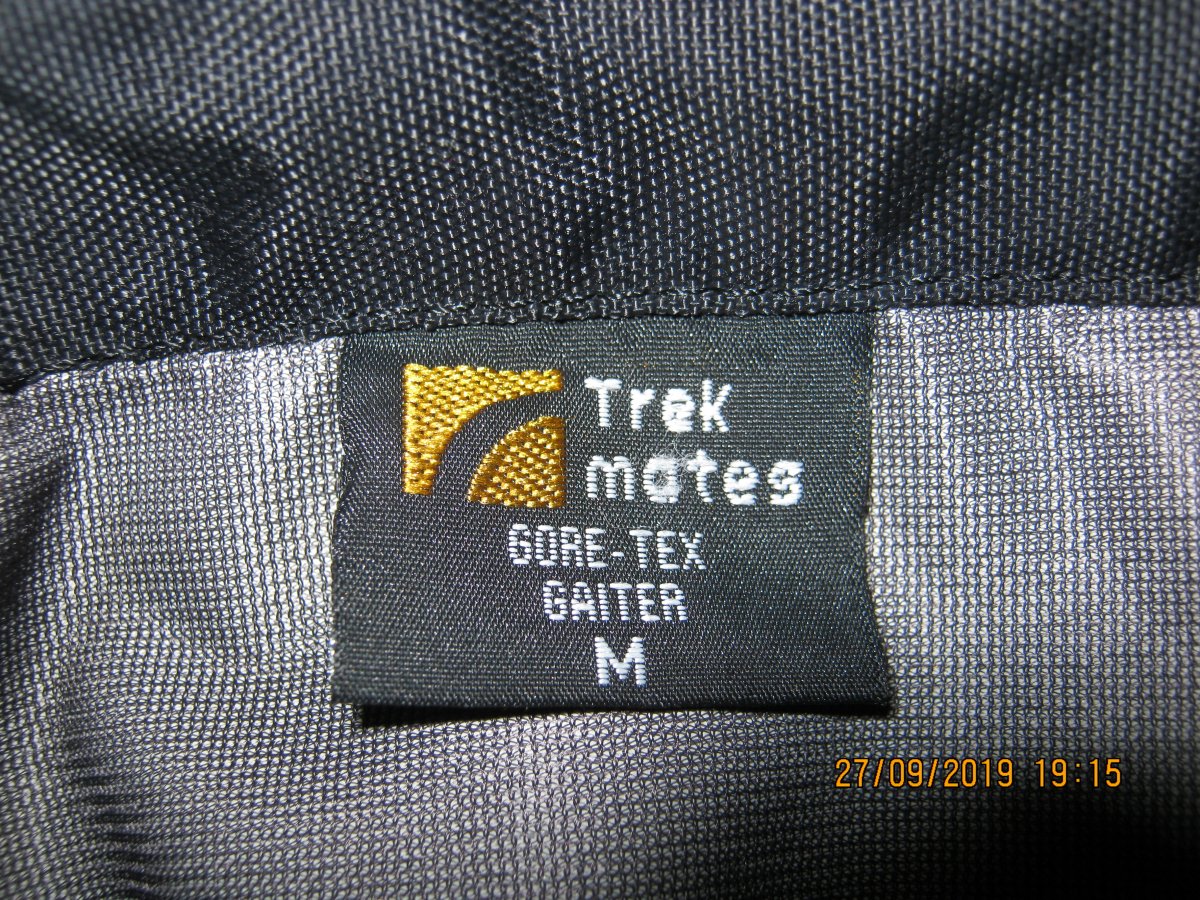 Trek
mates
GORE-TEX
GAITER
M
27/09/2019 19:15